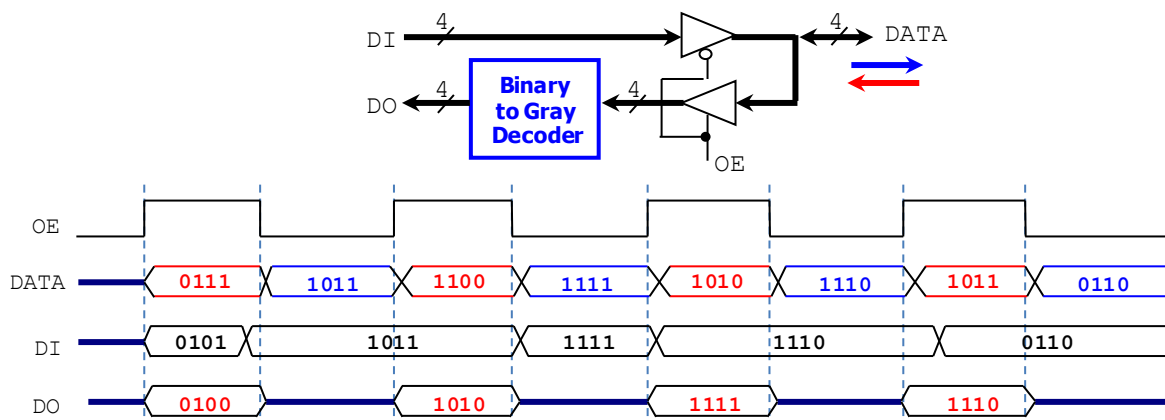 4
4
DI
DATA
Binary
to Gray
Decoder
4
4
DO
OE
OE
DATA 0111 1011 1100 1111 1010 1110 1011 0110
DI 0101 1011 1111 1110 0110
DO 0100 1010 1111 1110